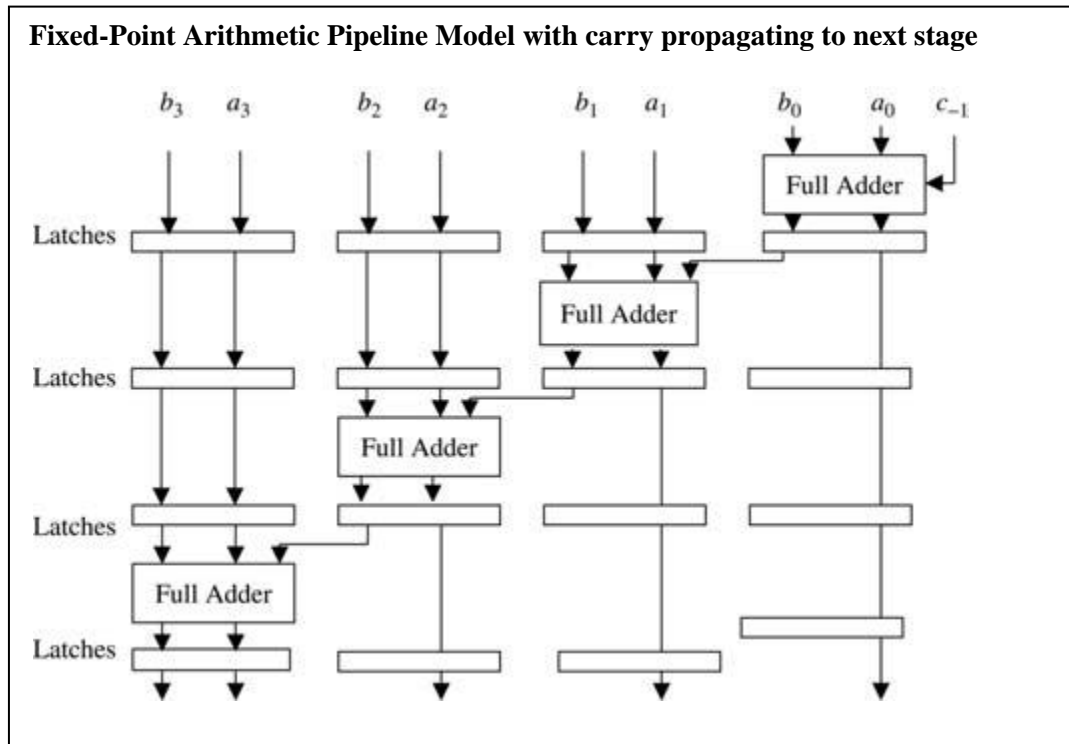 Fixed-Point Arithmetic Pipeline Model with carry propagating to next stage
b₃ a₃ b₂ a₂ b₁ a₁ b₀ a₀ c₋₁
Full Adder
Latches
Full Adder
Latches
Full Adder
Latches
Full Adder
Latches